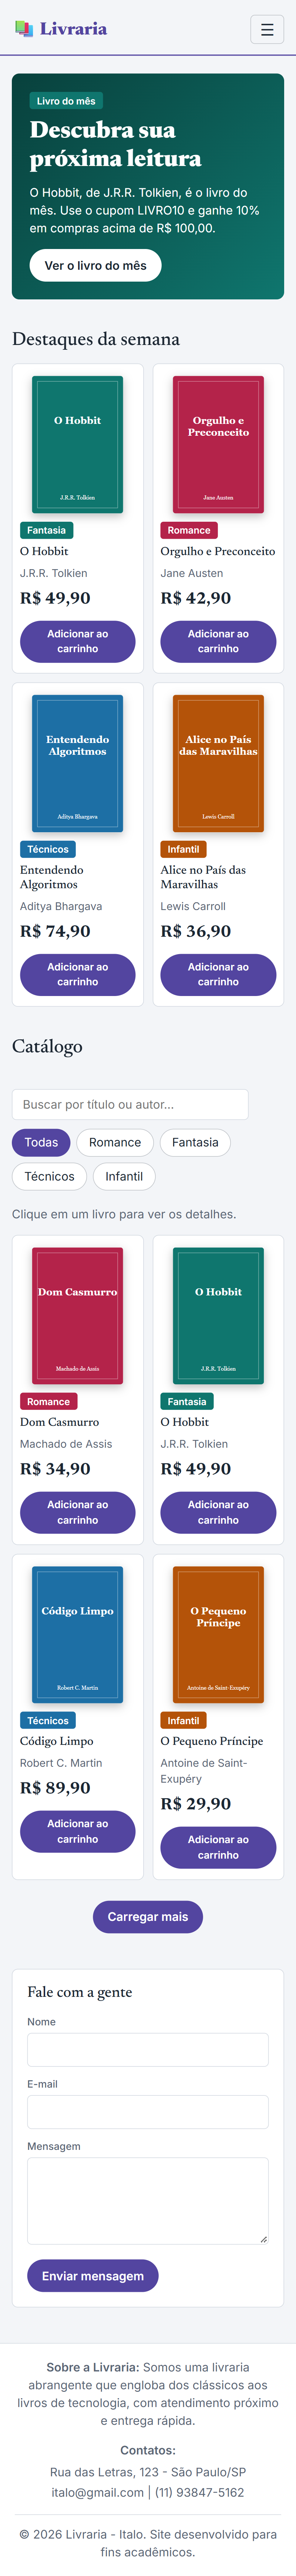 Livraria
☰
Livro do mês
Descubra sua
próxima leitura
O Hobbit, de J.R.R. Tolkien, é o livro do
mês. Use o cupom LIVRO10 e ganhe 10%
em compras acima de R$ 100,00.
Ver o livro do mês
Destaques da semana
O Hobbit
J.R.R. Tolkien
Fantasia
O Hobbit
J.R.R. Tolkien
R$ 49,90
Adicionar ao
carrinho
Orgulho e
Preconceito
Jane Austen
Romance
Orgulho e Preconceito
Jane Austen
R$ 42,90
Adicionar ao
carrinho
Entendendo
Algoritmos
Aditya Bhargava
Técnicos
Entendendo
Algoritmos
Aditya Bhargava
R$ 74,90
Adicionar ao
carrinho
Alice no País
das Maravilhas
Lewis Carroll
Infantil
Alice no País das
Maravilhas
Lewis Carroll
R$ 36,90
Adicionar ao
carrinho
Catálogo
Buscar por título ou autor...
Todas
Romance
Fantasia
Técnicos
Infantil
Clique em um livro para ver os detalhes.
Dom Casmurro
Machado de Assis
Romance
Dom Casmurro
Machado de Assis
R$ 34,90
Adicionar ao
carrinho
O Hobbit
J.R.R. Tolkien
Fantasia
O Hobbit
J.R.R. Tolkien
R$ 49,90
Adicionar ao
carrinho
Código Limpo
Robert C. Martin
Técnicos
Código Limpo
Robert C. Martin
R$ 89,90
Adicionar ao
carrinho
O Pequeno
Príncipe
Antoine de Saint-Exupéry
Infantil
O Pequeno Príncipe
Antoine de Saint-
Exupéry
R$ 29,90
Adicionar ao
carrinho
Carregar mais
Fale com a gente
Nome
E-mail
Mensagem
Enviar mensagem
Sobre a Livraria: Somos uma livraria
abrangente que engloba dos clássicos aos
livros de tecnologia, com atendimento próximo
e entrega rápida.
Contatos:
Rua das Letras, 123 - São Paulo/SP
italo@gmail.com | (11) 93847-5162
© 2026 Livraria - Italo. Site desenvolvido para
fins acadêmicos.